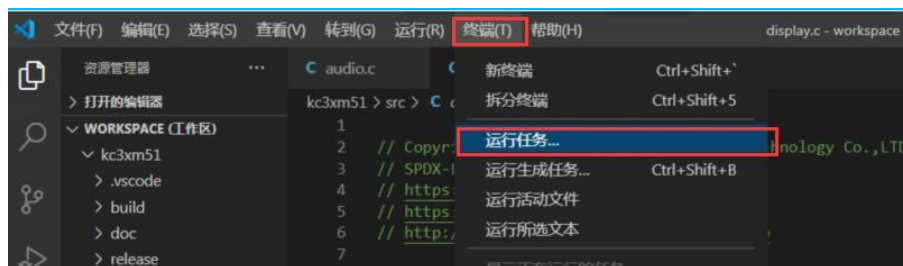 文件(F) 编辑(E) 选择(S) 查看(V) 转到(G) 运行(R) 终端(T) 帮助(H) display.c - workspace
资源管理器 ··· C audio.c
> 打开的编辑器
kc3xm51 > src > C
WORKSPACE (工作区)
kc3xm51
> .vscode
> build
> doc
> release
1
2 // Copyr
hnology Co.,LTD
3 // SPDX-
4 // https
5 // https
6 // http:/
7
新终端 Ctrl+Shift+`
拆分终端 Ctrl+Shift+5
运行任务...
运行生成任务... Ctrl+Shift+B
运行活动文件
运行所选文本